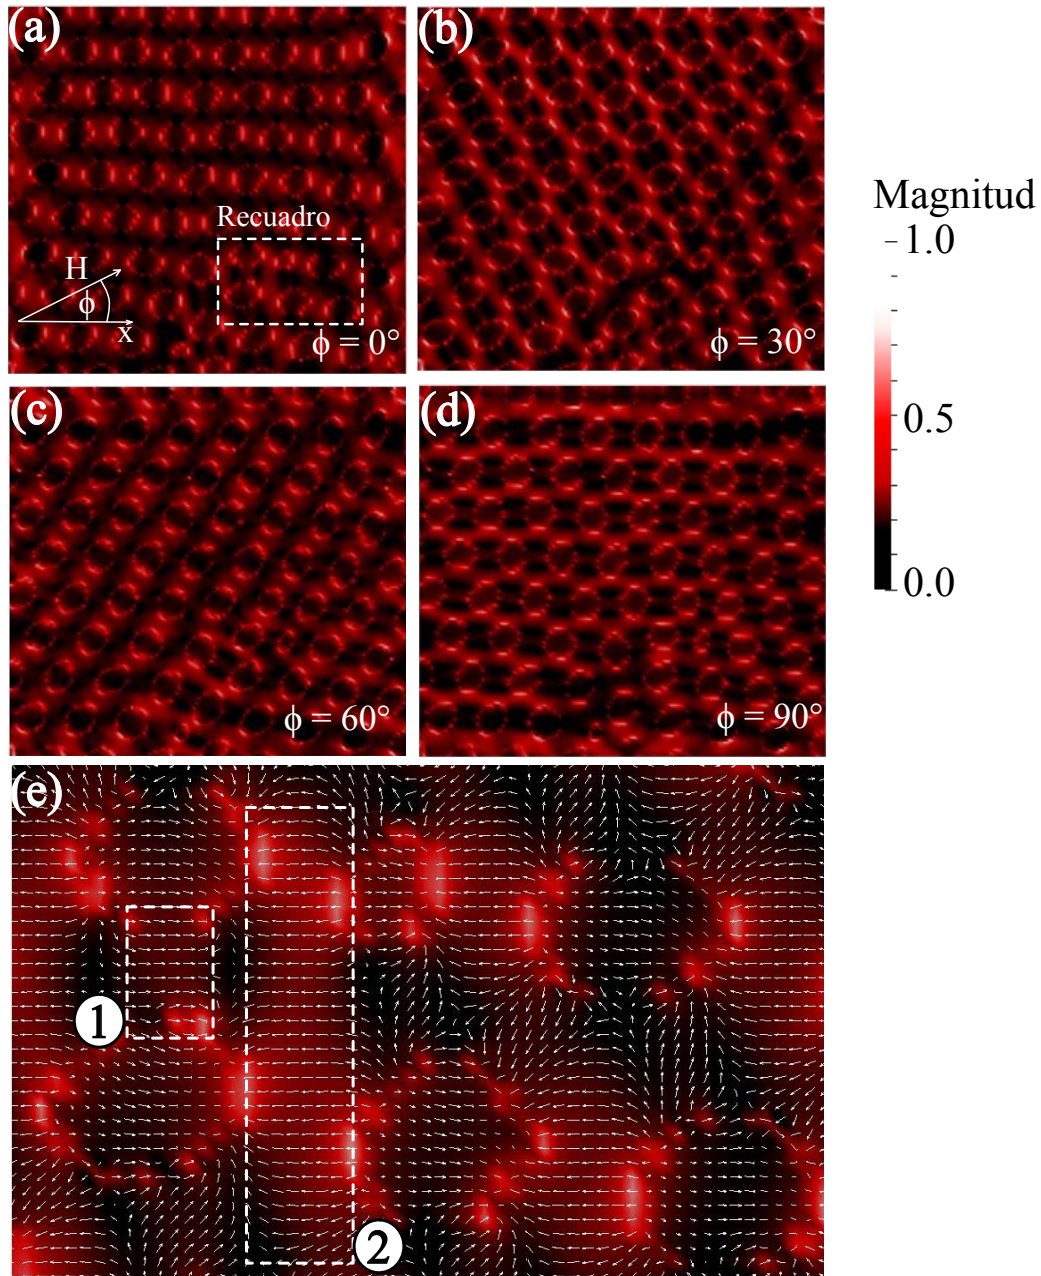 (a)
(b)
Recuadro
H
ϕ
x
ϕ = 0°
ϕ = 30°
Magnitud
1.0
0.5
0.0
(c)
(d)
ϕ = 60°
ϕ = 90°
(e)
1
2